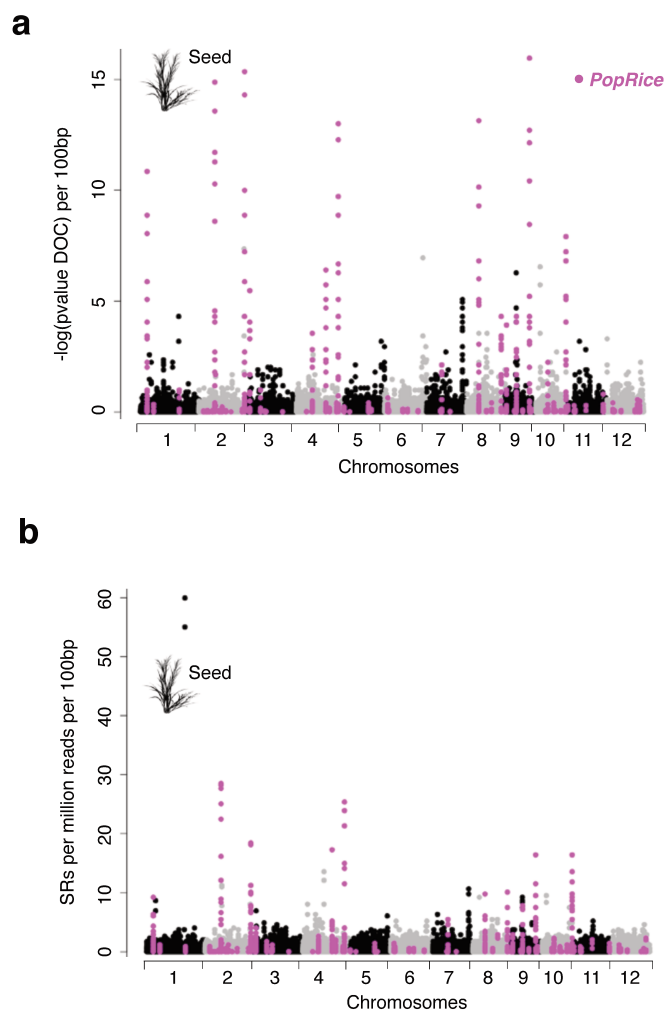 a
Seed
PopRice
-log(pvalue DOC) per 100bp
15
10
5
0
1 2 3 4 5 6 7 8 9 10 11 12
Chromosomes
b
Seed
SRs per million reads per 100bp
60
50
40
30
20
10
0
1 2 3 4 5 6 7 8 9 10 11 12
Chromosomes